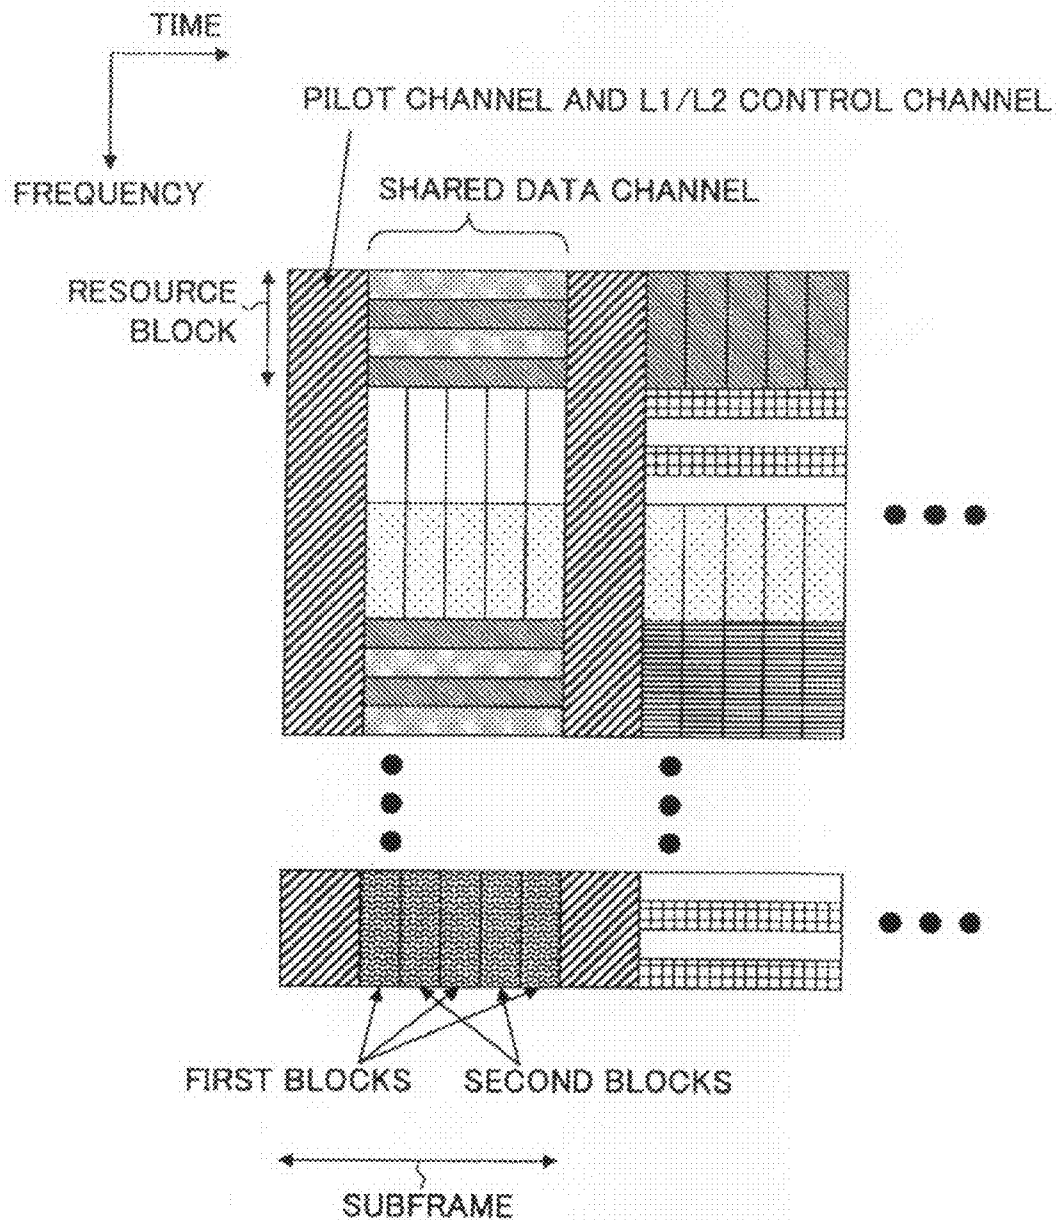 TIME
PILOT CHANNEL AND L1/L2 CONTROL CHANNEL
FREQUENCY
SHARED DATA CHANNEL
RESOURCE
BLOCK
FIRST BLOCKS
SECOND BLOCKS
SUBFRAME